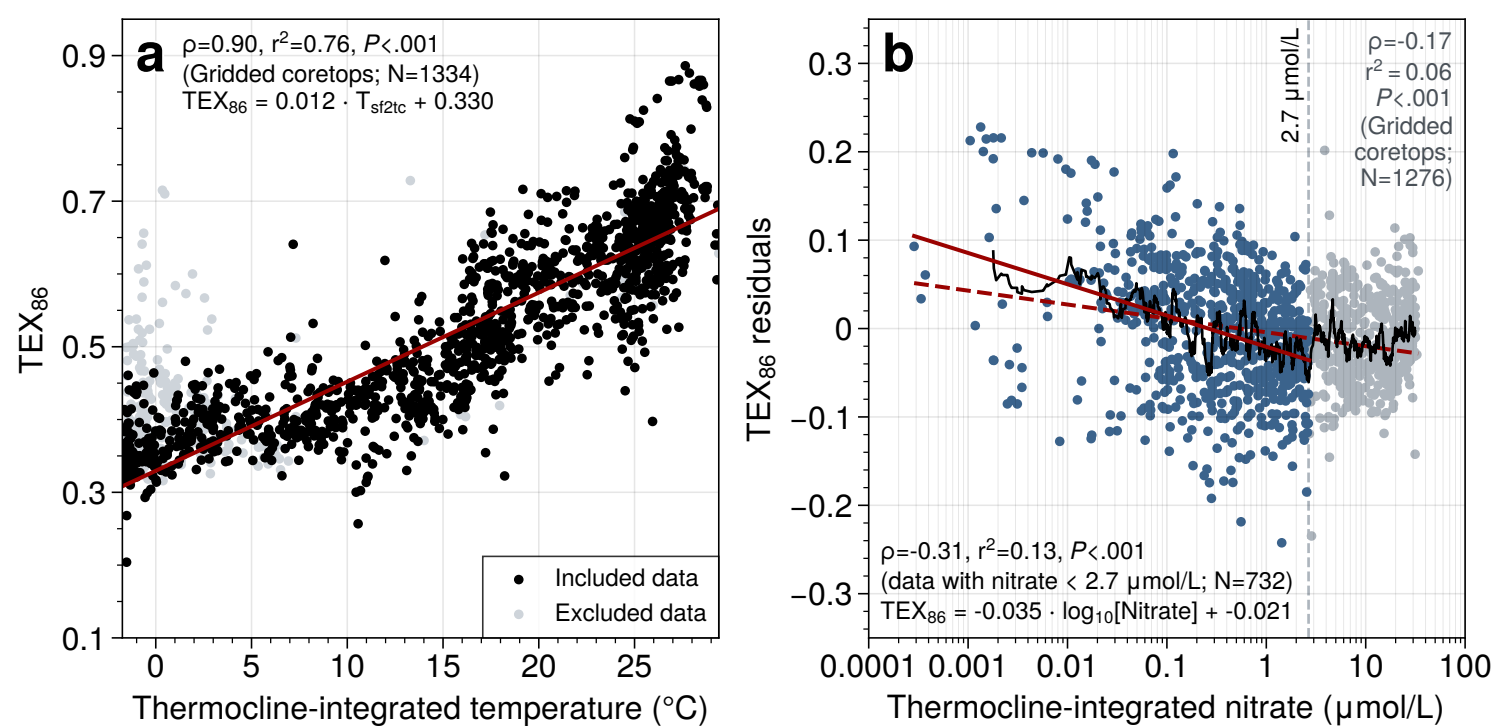 a
ρ=0.90, r²=0.76, P<.001
(Gridded coretops; N=1334)
TEX₈₆ = 0.012 · T_sf2tc + 0.330
0.9
0.7
0.5
0.3
0.1
TEX₈₆
Included data
Excluded data
0 5 10 15 20 25
Thermocline-integrated temperature (°C)
b
2.7 μmol/L
ρ=-0.17
r² = 0.06
P<.001
(Gridded
coretops;
N=1276)
0.3
0.2
0.1
0
−0.1
−0.2
−0.3
TEX₈₆ residuals
ρ=-0.31, r²=0.13, P<.001
(data with nitrate < 2.7 μmol/L; N=732)
TEX₈₆ = -0.035 · log₁₀[Nitrate] + -0.021
0.0001 0.001 0.01 0.1 1 10 100
Thermocline-integrated nitrate (μmol/L)